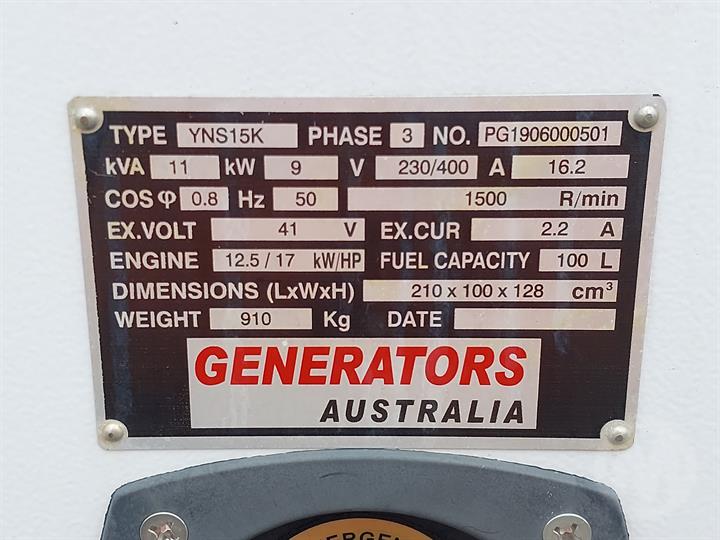 TYPE YNS15K PHASE 3 NO. PG1906000501
kVA 11 kW 9 V 230/400 A 16.2
COS φ 0.8 Hz 50 1500 R/min
EX.VOLT 41 V EX.CUR 2.2 A
ENGINE 12.5 / 17 kW/HP FUEL CAPACITY 100 L
DIMENSIONS (LxWxH) 210 x 100 x 128 cm³
WEIGHT 910 Kg DATE
GENERATORS
AUSTRALIA